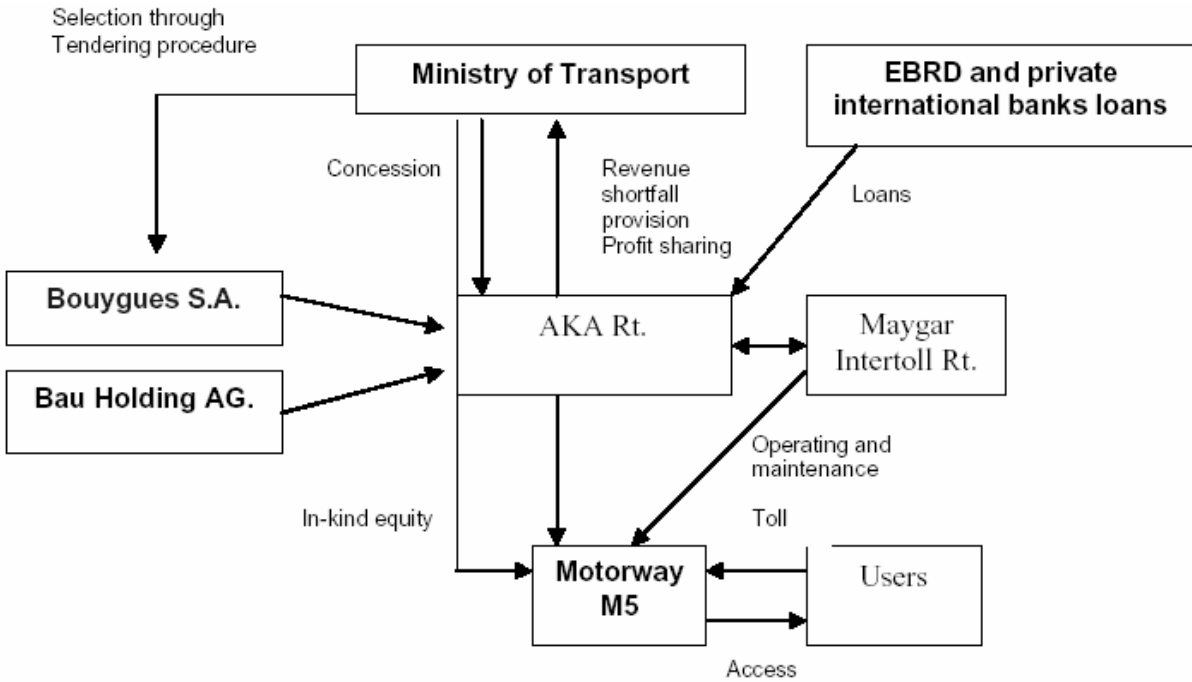 Selection through
Tendering procedure
Ministry of Transport
EBRD and private
international banks loans
Concession
Revenue
shortfall
provision
Profit sharing
Loans
Bouygues S.A.
AKA Rt.
Maygar
Intertoll Rt.
Bau Holding AG.
Operating and
maintenance
In-kind equity
Toll
Motorway
M5
Users
Access